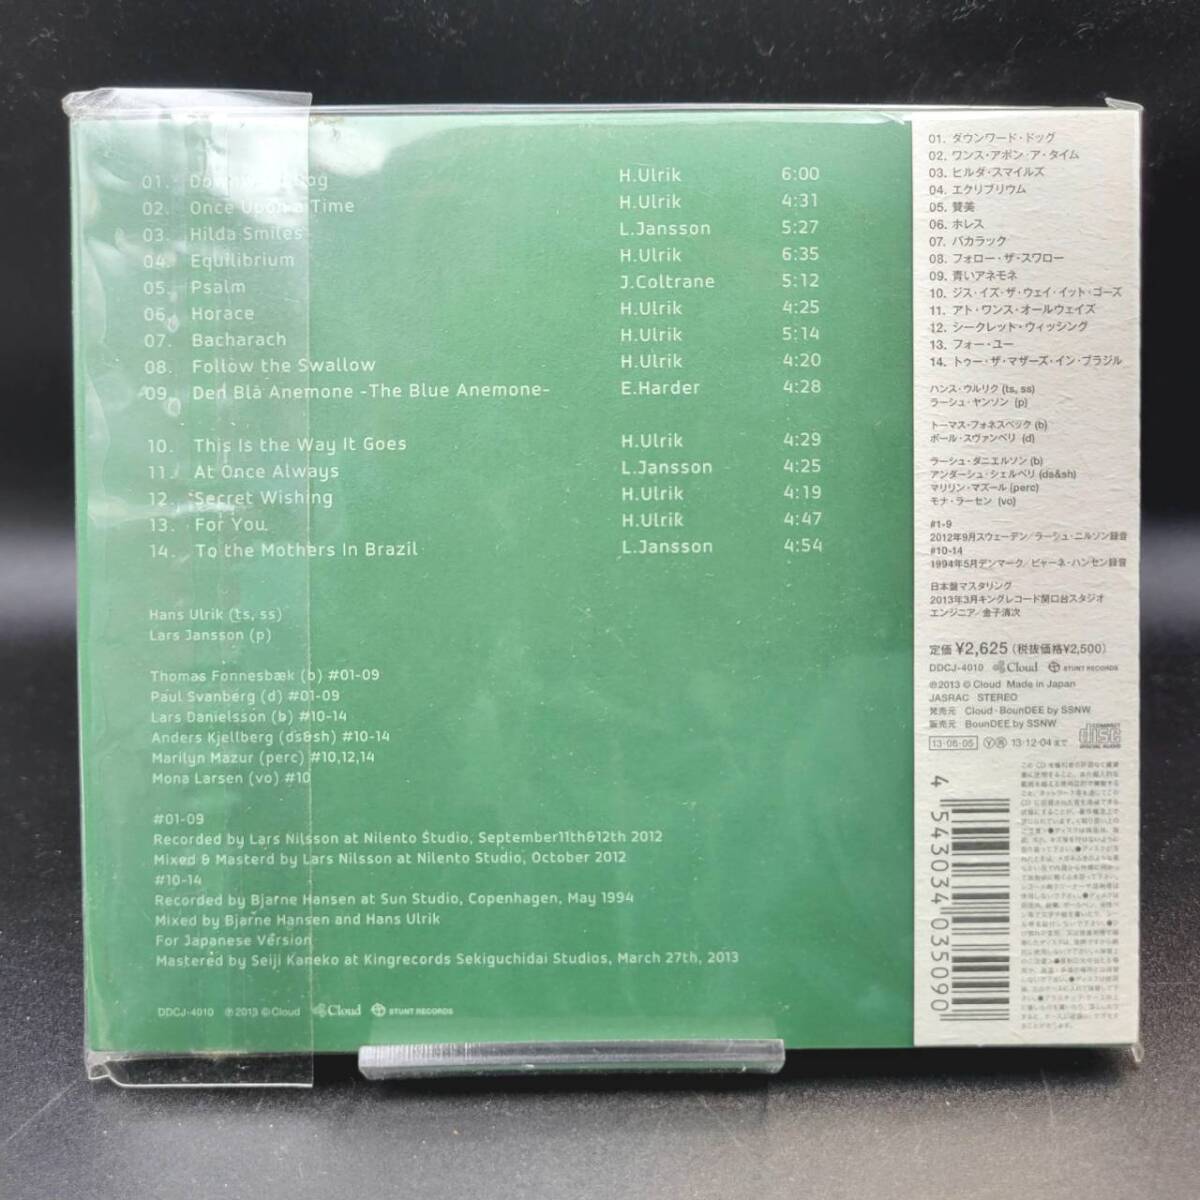 01. Downward Dog H.Ulrik 6:00
02. Once Upon a Time H.Ulrik 4:31
03. Hilda Smiles L.Jansson 5:27
04. Equilibrium H.Ulrik 6:35
05. Psalm J.Coltrane 5:12
06. Horace H.Ulrik 4:25
07. Bacharach H.Ulrik 5:14
08. Follow the Swallow H.Ulrik 4:20
09. Den Blå Anemone -The Blue Anemone- E.Harder 4:28
10. This Is the Way It Goes H.Ulrik 4:29
11. At Once Always L.Jansson 4:25
12. Secret Wishing H.Ulrik 4:19
13. For You H.Ulrik 4:47
14. To the Mothers In Brazil L.Jansson 4:54
Hans Ulrik (ts, ss)
Lars Jansson (p)
Thomas Fonnesbæk (b) #01-09
Paul Svanberg (d) #01-09
Lars Danielsson (b) #10-14
Anders Kjellberg (ds&sh) #10-14
Marilyn Mazur (perc) #10,12,14
Mona Larsen (vo) #10
#01-09
Recorded by Lars Nilsson at Nilento Studio, September11th&12th 2012
Mixed & Masterd by Lars Nilsson at Nilento Studio, October 2012
#10-14
Recorded by Bjarne Hansen at Sun Studio, Copenhagen, May 1994
Mixed by Bjarne Hansen and Hans Ulrik
For Japanese Version
Mastered by Seiji Kaneko at Kingrecords Sekiguchidai Studios, March 27th, 2013
DDCJ-4010 ℗2013 ©Cloud Cloud STUNT RECORDS
01. ダウンワード・ドッグ
02. ワンス・アポン ア・タイム
03. ヒルダ・スマイルズ
04. エクリブリウム
05. 賛美
06. ホレス
07. バカラック
08. フォロー・ザ・スワロー
09. 青いアネモネ
10. ジス・イズ・ザ・ウェイ・イット・ゴーズ
11. アト・ワンス・オールウェイズ
12. シークレット・ウィッシング
13. フォー・ユー
14. トゥー・ザ・マザーズ・イン・ブラジル
ハンス・ウルリク (ts, ss)
ラーシュ・ヤンソン (p)
トーマス・フォネスベック (b)
ポール・スヴァンベリ (d)
ラーシュ・ダニエルソン (b)
アンダーシュ・シェルベリ (ds&sh)
マリリン・マズール (perc)
モナ・ラーセン (vo)
#1-9
2012年9月スウェーデン/ラーシュ・ニルソン録音
#10-14
1994年5月デンマーク/ビャーネ・ハンセン録音
日本盤マスタリング
2013年3月キングレコード関口台スタジオ
エンジニア/金子清次
定価 ¥2,625 (税抜価格¥2,500)
DDCJ-4010 Cloud STUNT RECORDS
℗2013 © Cloud Made in Japan
JASRAC STEREO
発売元 Cloud・BounDEE by SSNW
販売元 BounDEE by SSNW
COMPACT disc DIGITAL AUDIO
13·06·05 Ⓨ 13·12·04まで
4 543034 035090